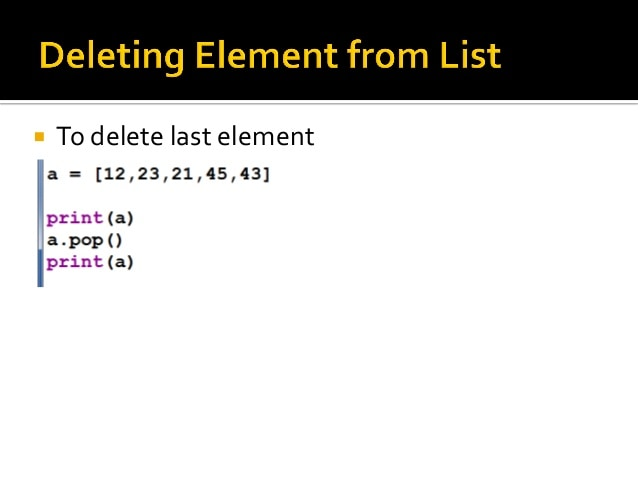 Deleting Element from List
To delete last element
a = [12,23,21,45,43]
print(a)
a.pop()
print(a)